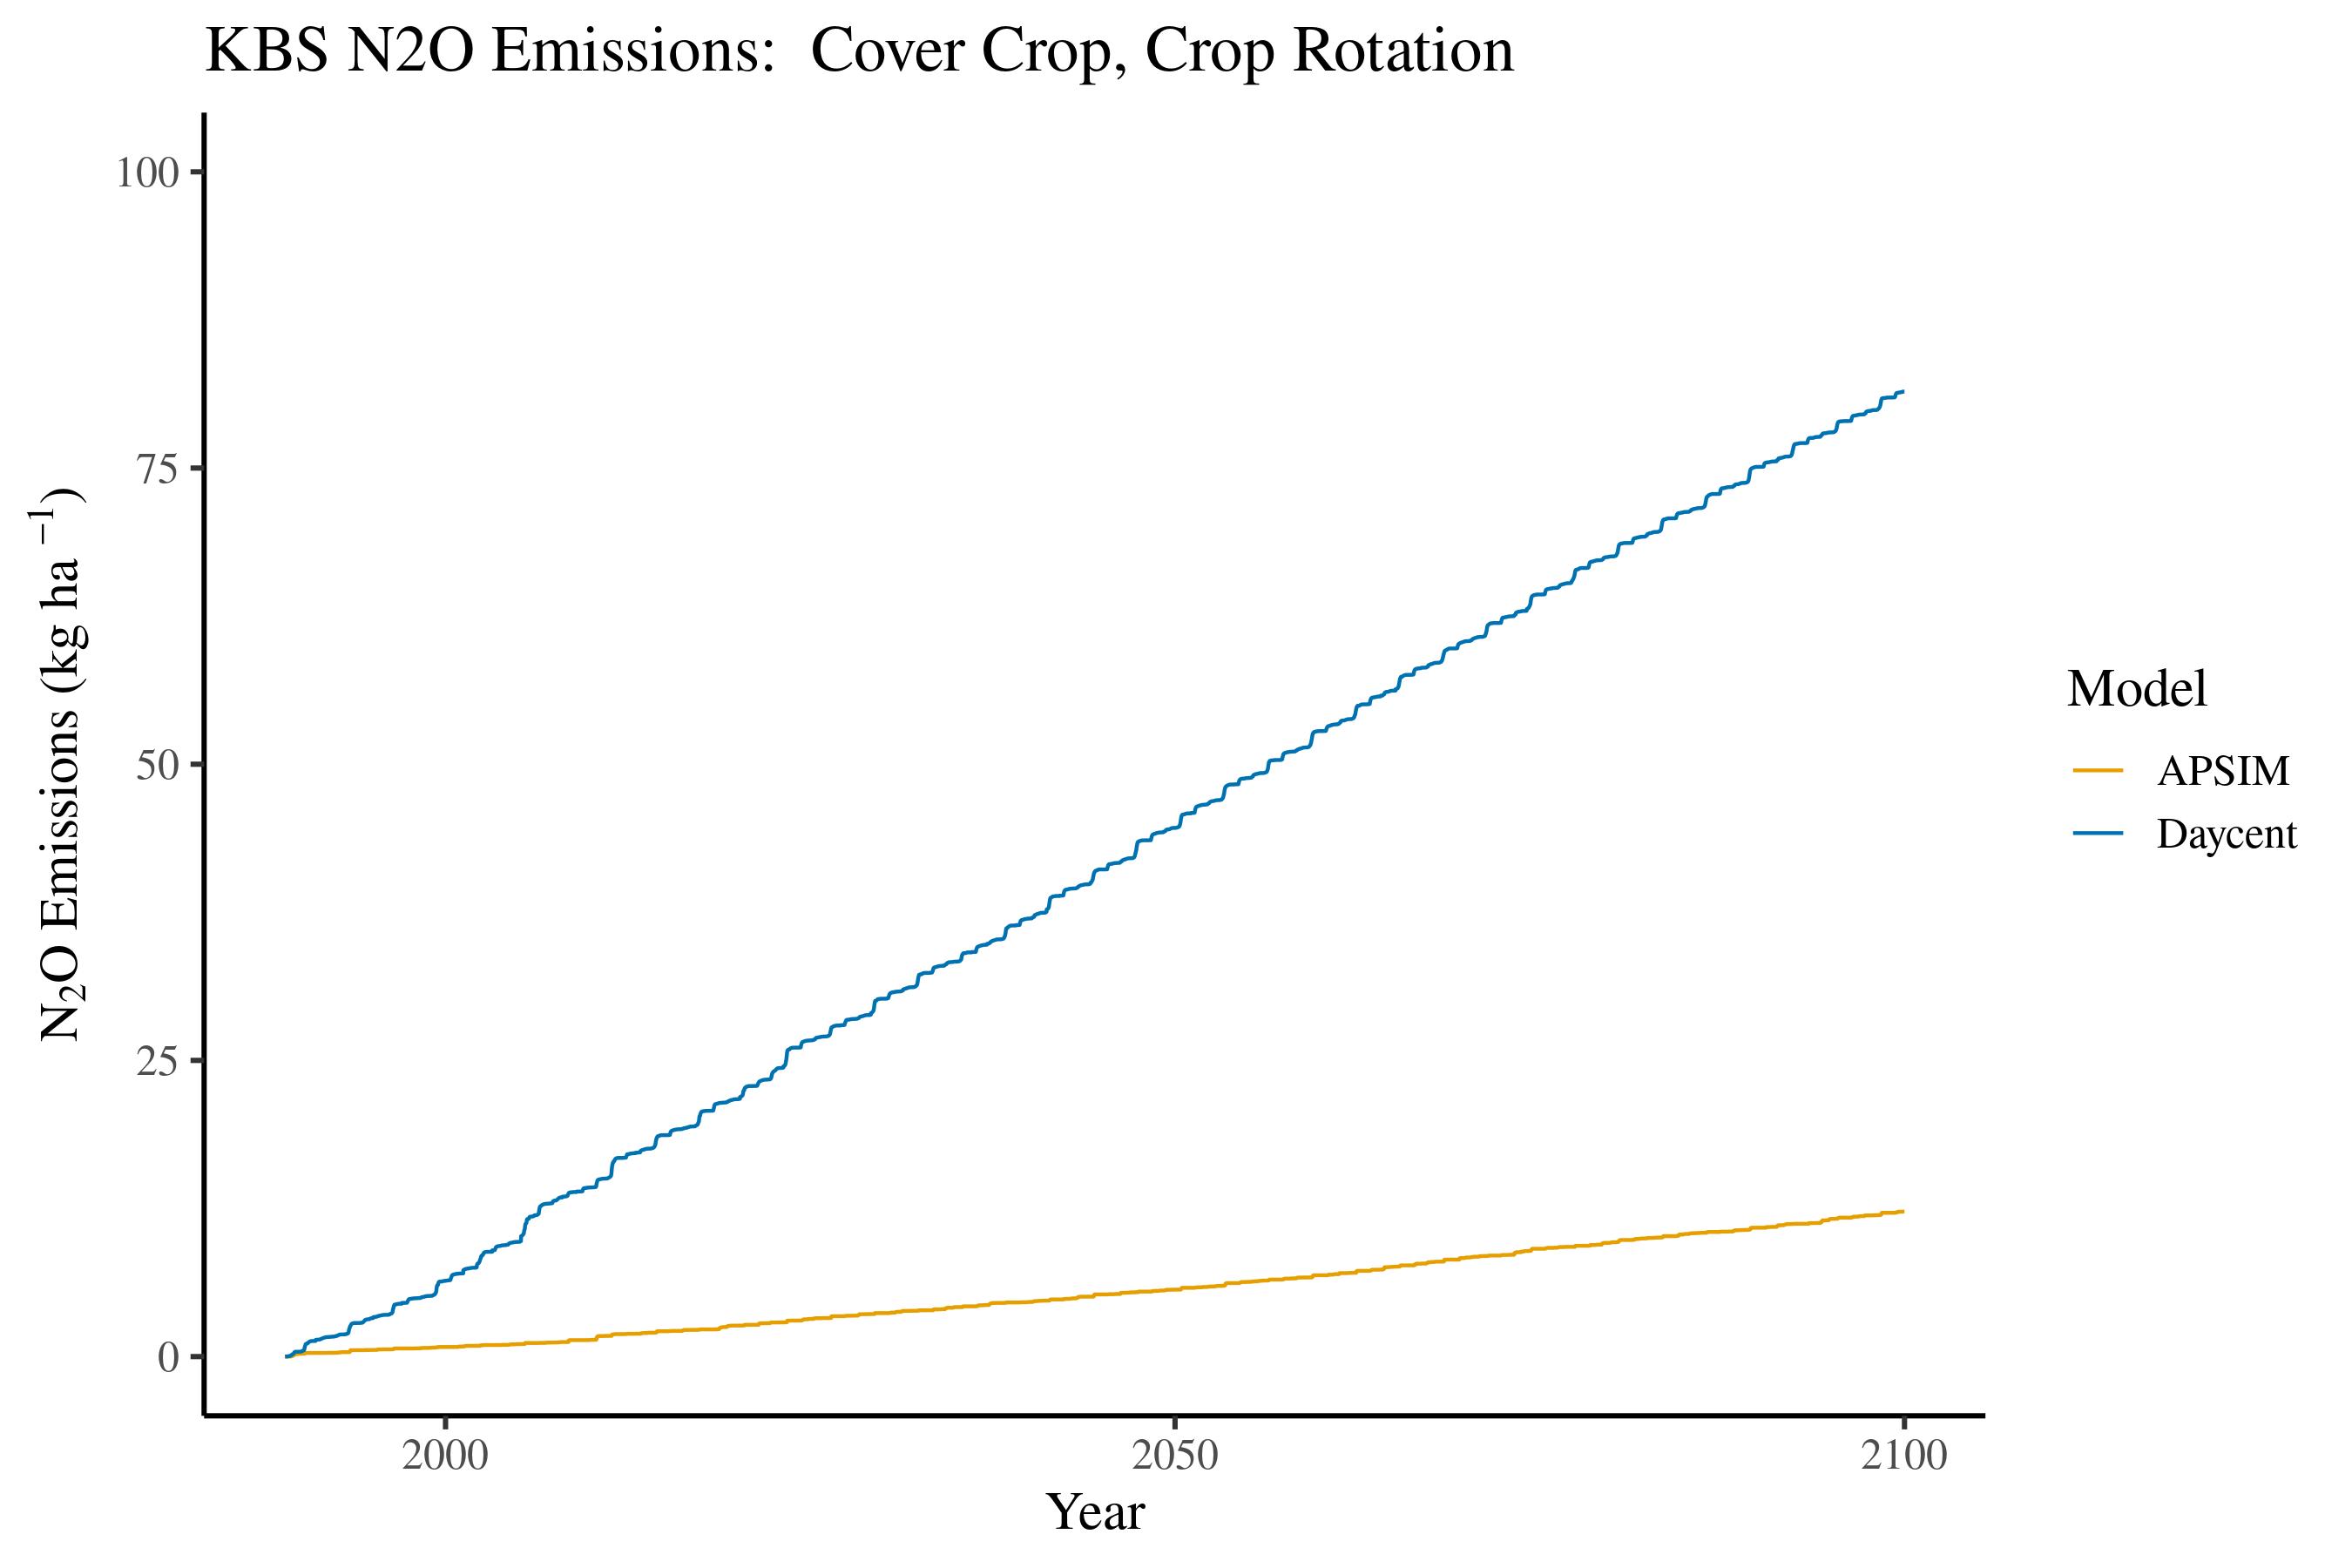 KBS N2O Emissions:  Cover Crop, Crop Rotation
N₂O Emissions (kg ha ⁻¹)
100
75
50
25
0
2000 2050 2100
Year
Model
APSIM
Daycent